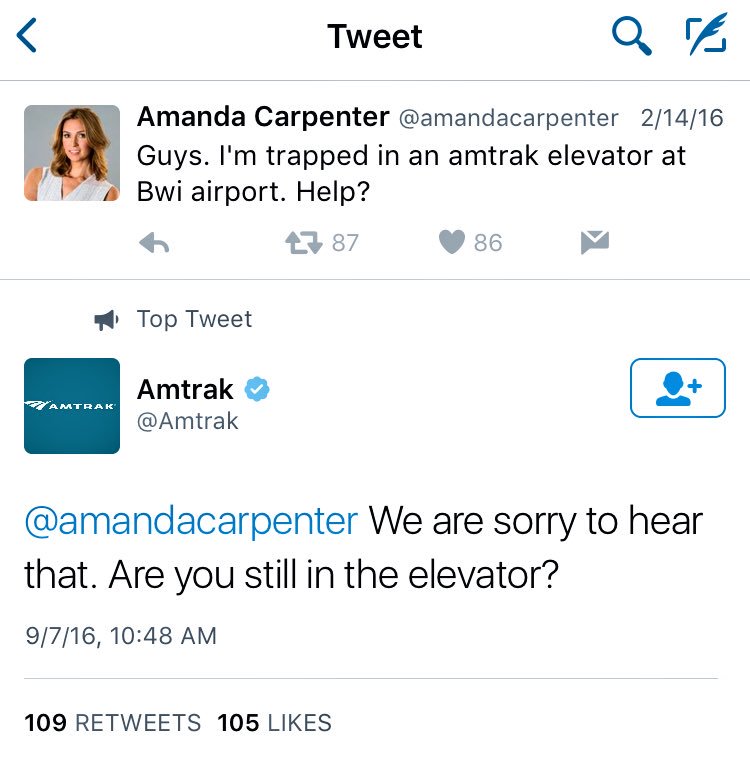 Tweet
Amanda Carpenter @amandacarpenter 2/14/16
Guys. I'm trapped in an amtrak elevator at
Bwi airport. Help?
87 86
Top Tweet
AMTRAK
Amtrak
@Amtrak
@amandacarpenter We are sorry to hear
that. Are you still in the elevator?
9/7/16, 10:48 AM
109 RETWEETS 105 LIKES